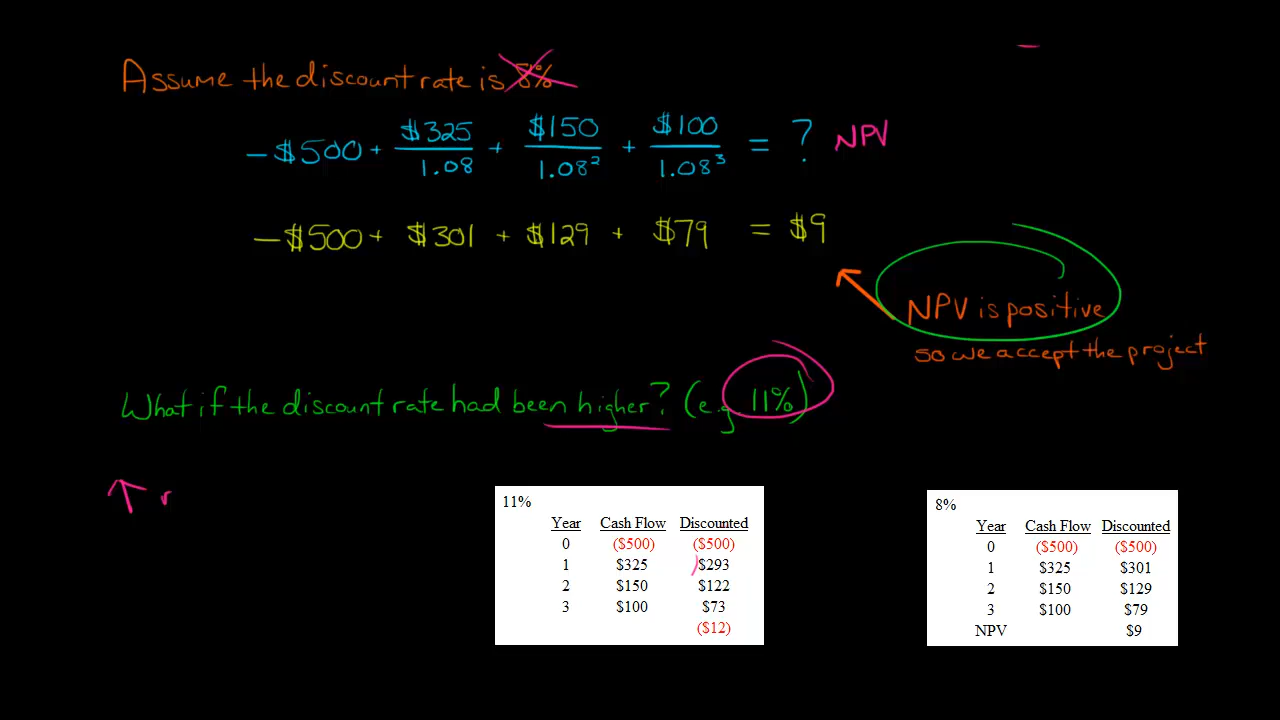 Assume the discount rate is 8%
-$500 + $325/1.08 + $150/1.08² + $100/1.08³ = ? NPV
-$500 + $301 + $129 + $79 = $9
NPV is positive
so we accept the project
What if the discount rate had been higher? (e.g. 11%)
↑ r
11%
Year Cash Flow Discounted
0 ($500) ($500)
1 $325 $293
2 $150 $122
3 $100 $73
($12)
8%
Year Cash Flow Discounted
0 ($500) ($500)
1 $325 $301
2 $150 $129
3 $100 $79
NPV $9